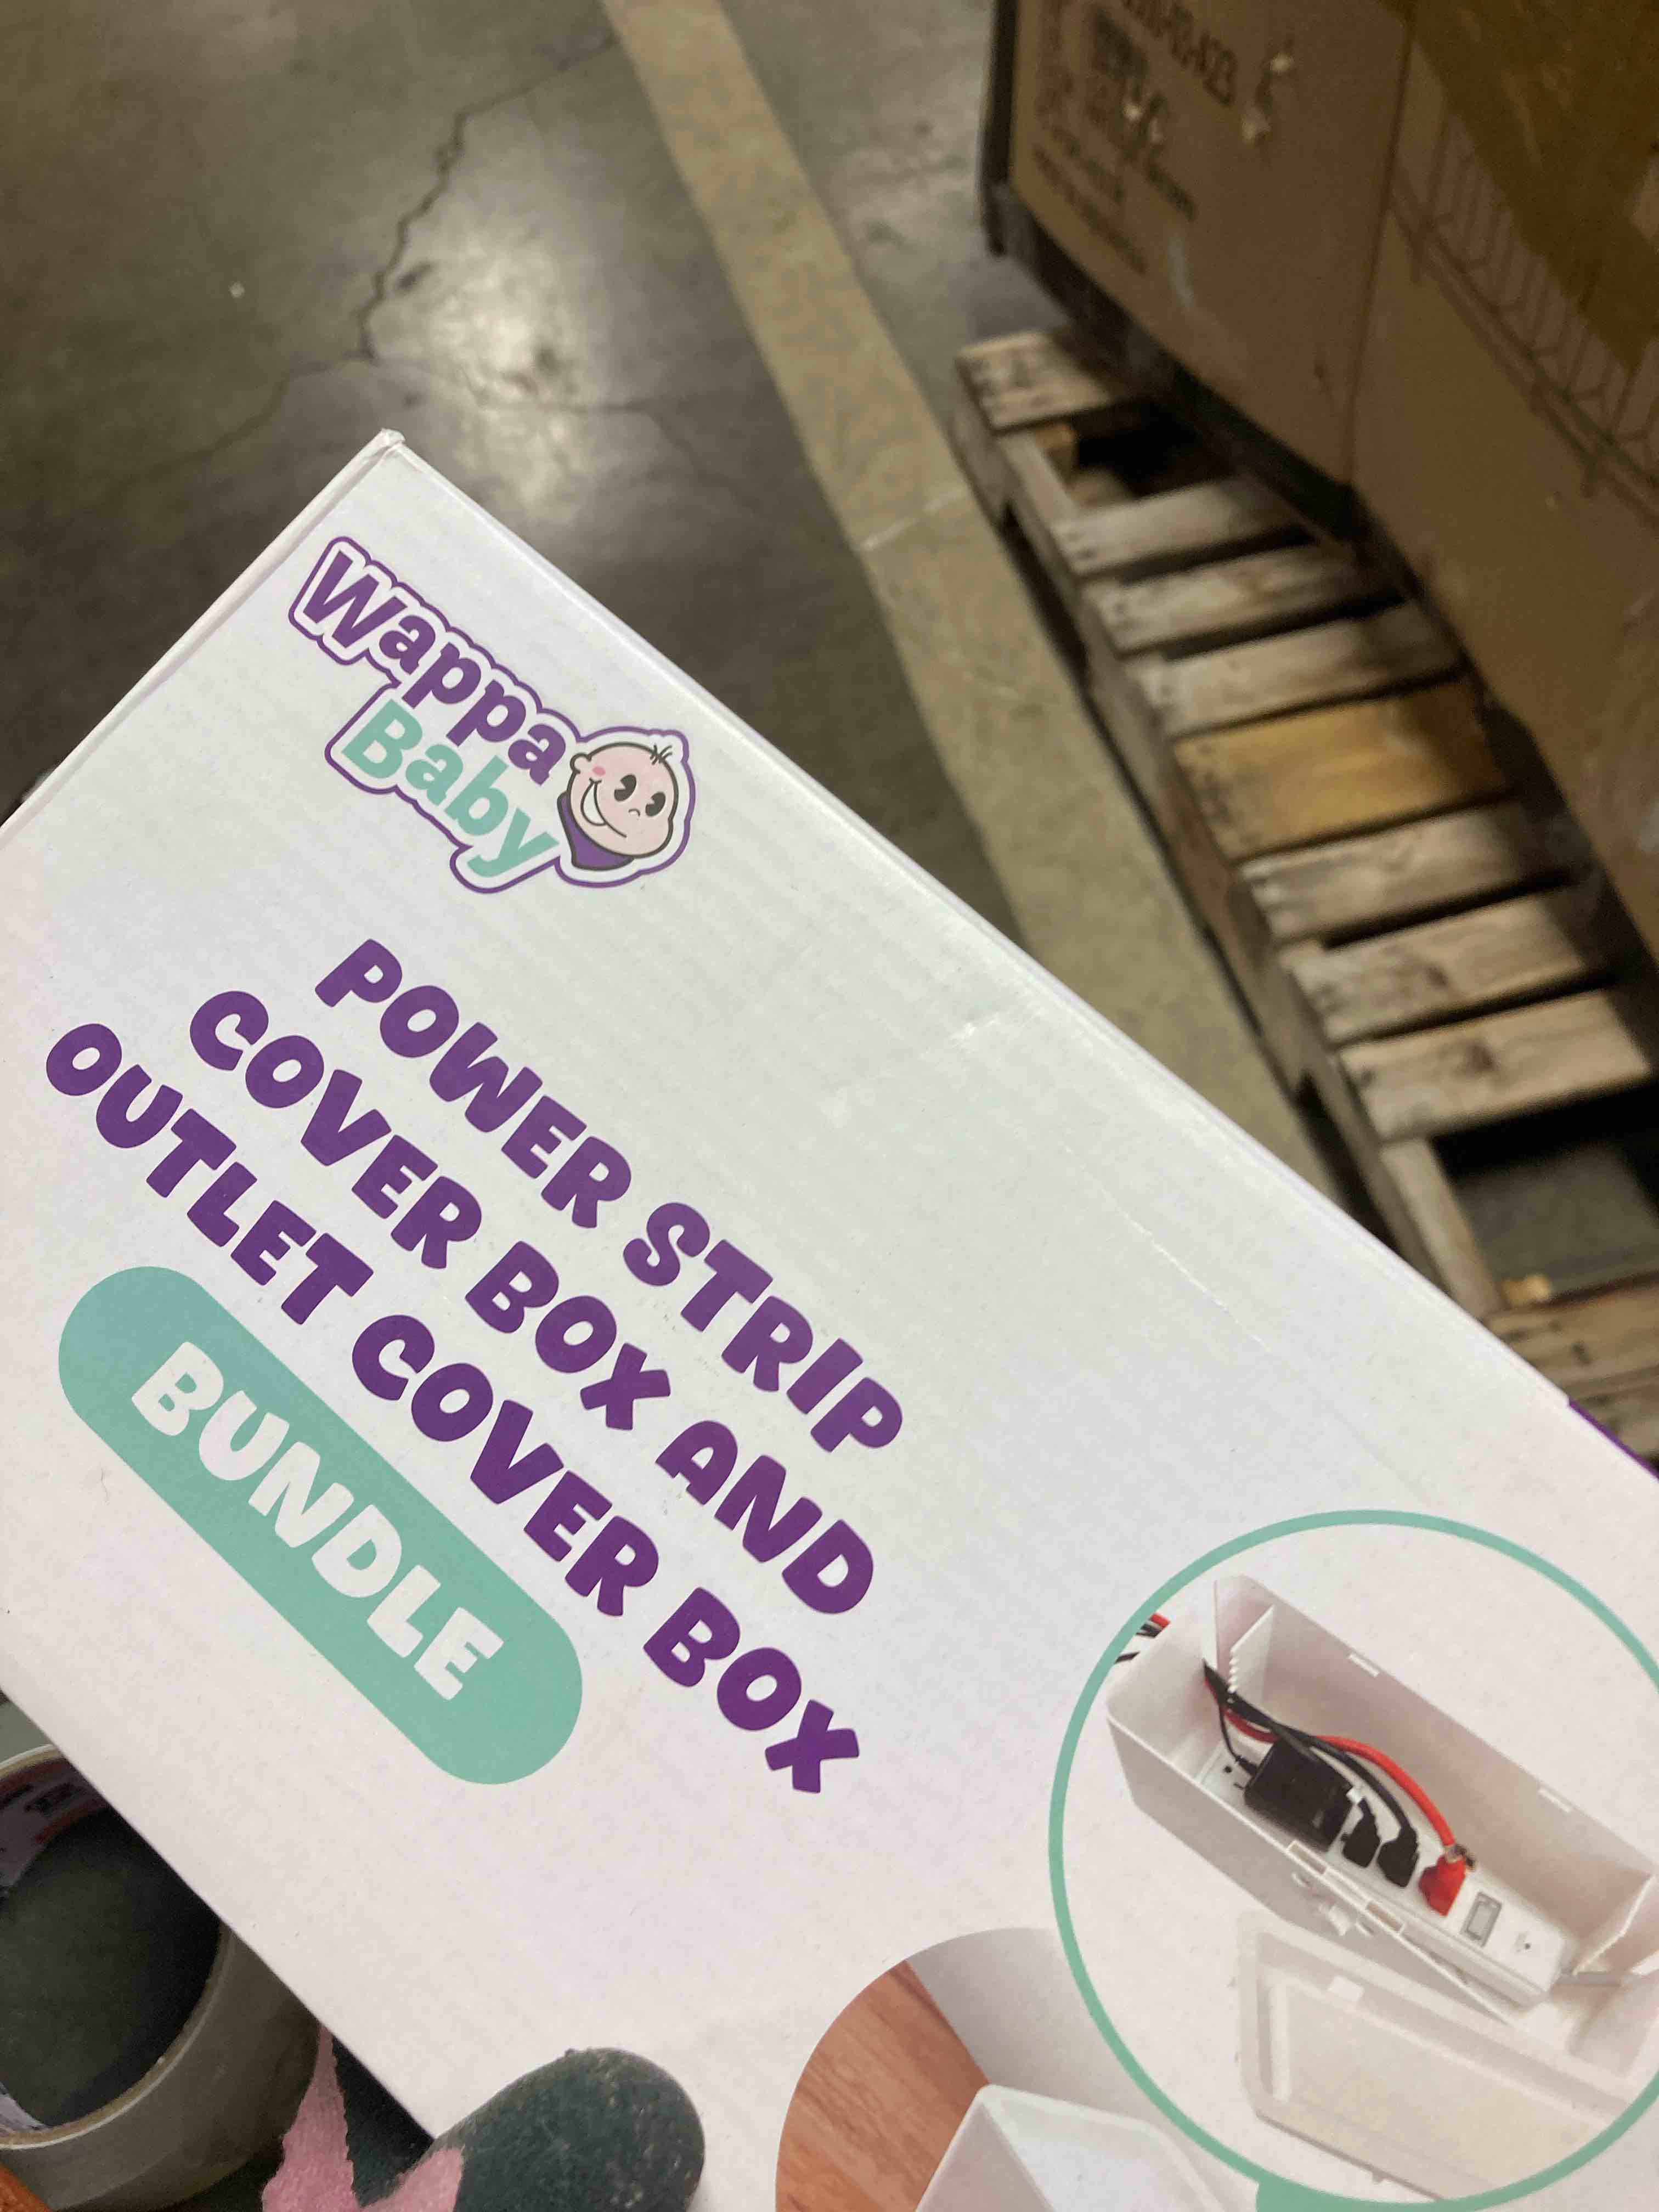 Wappa
Baby
POWER STRIP
COVER BOX AND
OUTLET COVER BOX
BUNDLE